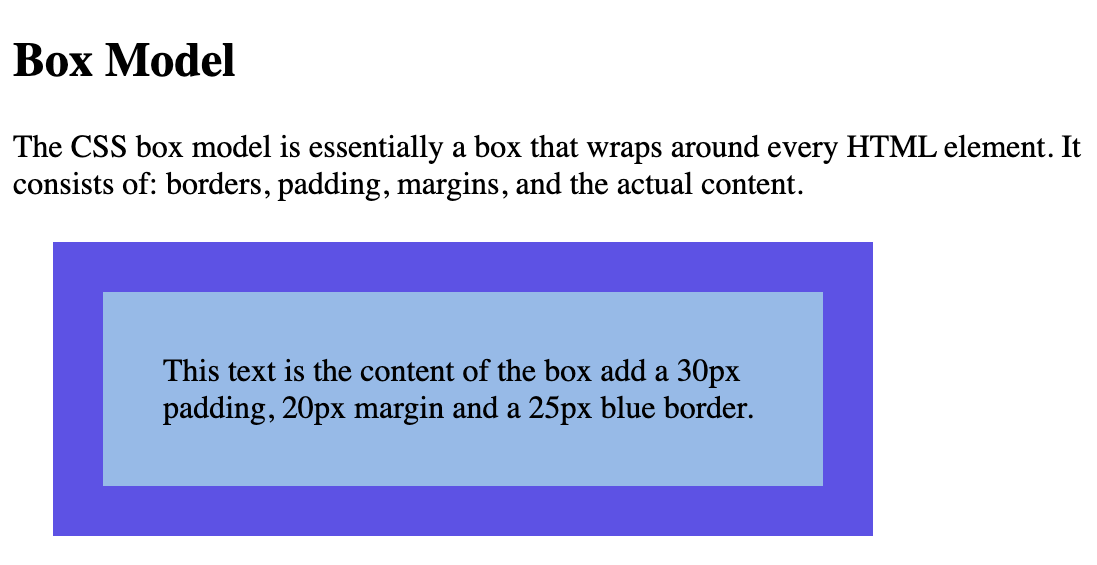 Box Model
The CSS box model is essentially a box that wraps around every HTML element. It
consists of: borders, padding, margins, and the actual content.
This text is the content of the box add a 30px
padding, 20px margin and a 25px blue border.